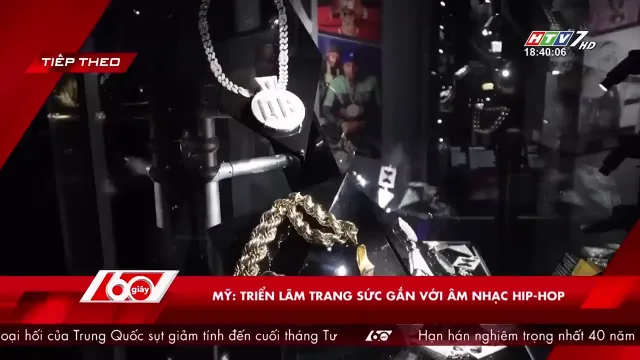 TIẾP THEO
HTV7 HD
18:40:06
60 giây
MỸ: TRIỂN LÃM TRANG SỨC GẮN VỚI ÂM NHẠC HIP-HOP
oại hối của Trung Quốc sụt giảm tính đến cuối tháng Tư 60 giây Hạn hán nghiêm trọng nhất 40 năm